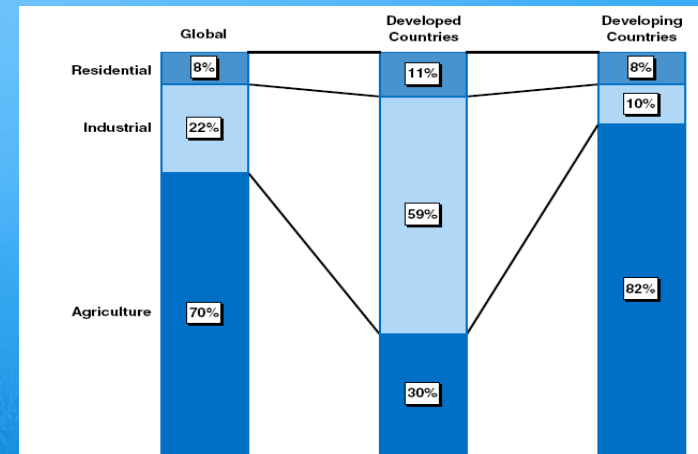 Global
Developed
Countries
Developing
Countries
Residential
8%
11%
8%
Industrial
22%
59%
10%
Agriculture
70%
30%
82%